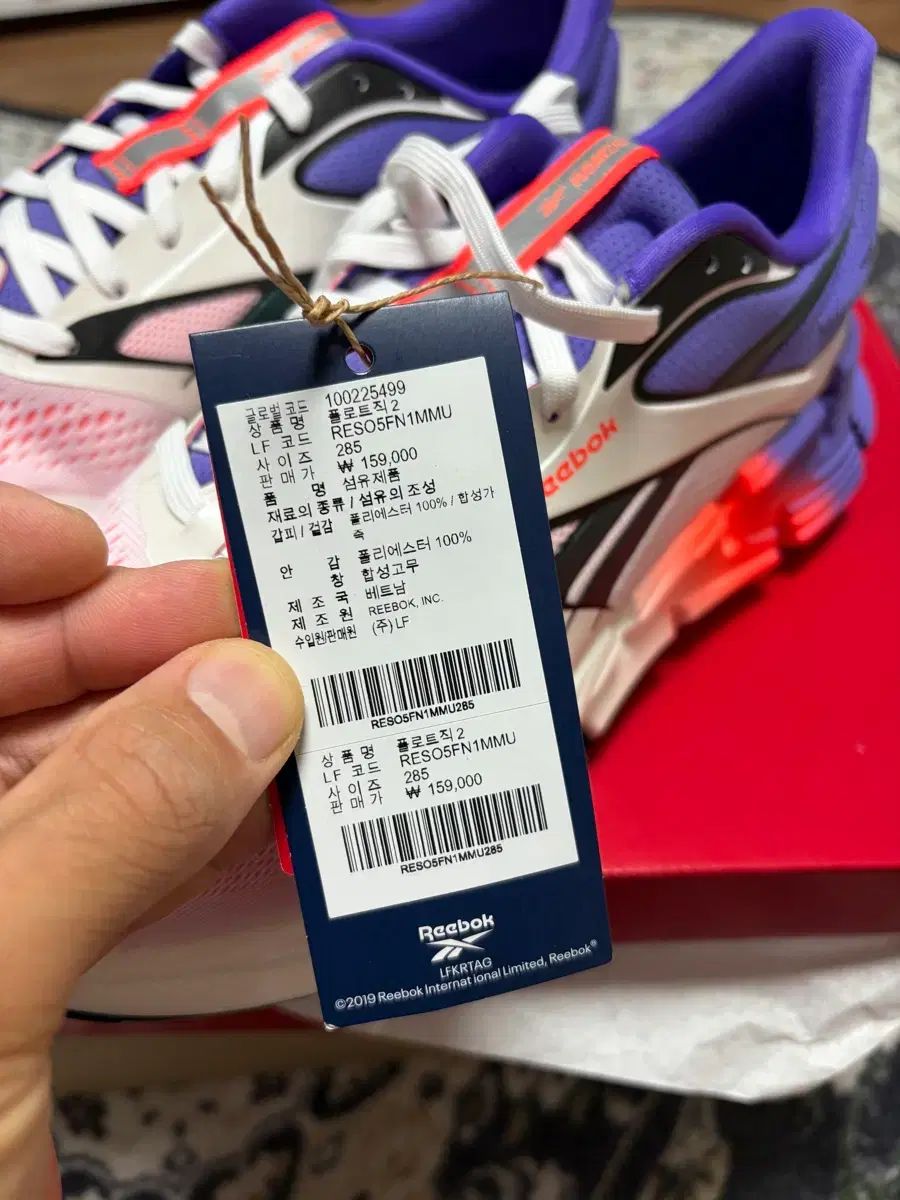 글로벌 코드 100225499
상 품 명 플로트직 2
LF 코드 RESO5FN1MMU
사 이 즈 285
판 매 가 ₩ 159,000
품 명 섬유제품
재료의 종류 / 섬유의 조성
갑피 / 겉감 폴리에스터 100% / 합성가
죽
안 감 폴리에스터 100%
창 합성고무
제 조 국 베트남
제 조 원 REEBOK, INC.
수입원/판매원 (주) LF
RESO5FN1MMU285
상 품 명 플로트직 2
LF 코드 RESO5FN1MMU
사 이 즈 285
판 매 가 ₩ 159,000
RESO5FN1MMU285
Reebok
LFKRTAG
©2019 Reebok International Limited, Reebok®
Reebok